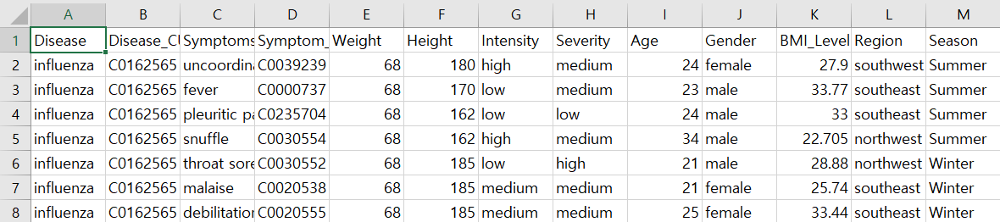 A B C D E F G H I J K L M
1 Disease Disease_CU Symptoms Symptom_ Weight Height Intensity Severity Age Gender BMI_Level Region Season
2 influenza C0162565 uncoordina C0039239 68 180 high medium 24 female 27.9 southwest Summer
3 influenza C0162565 fever C0000737 68 170 low medium 23 male 33.77 southeast Summer
4 influenza C0162565 pleuritic pa C0235704 68 162 low low 24 male 33 southeast Summer
5 influenza C0162565 snuffle C0030554 68 162 high medium 34 male 22.705 northwest Summer
6 influenza C0162565 throat sore C0030552 68 185 low high 21 male 28.88 northwest Winter
7 influenza C0162565 malaise C0020538 68 185 medium medium 21 female 25.74 southeast Winter
8 influenza C0162565 debilitation C0020555 68 185 medium medium 25 female 33.44 southeast Winter